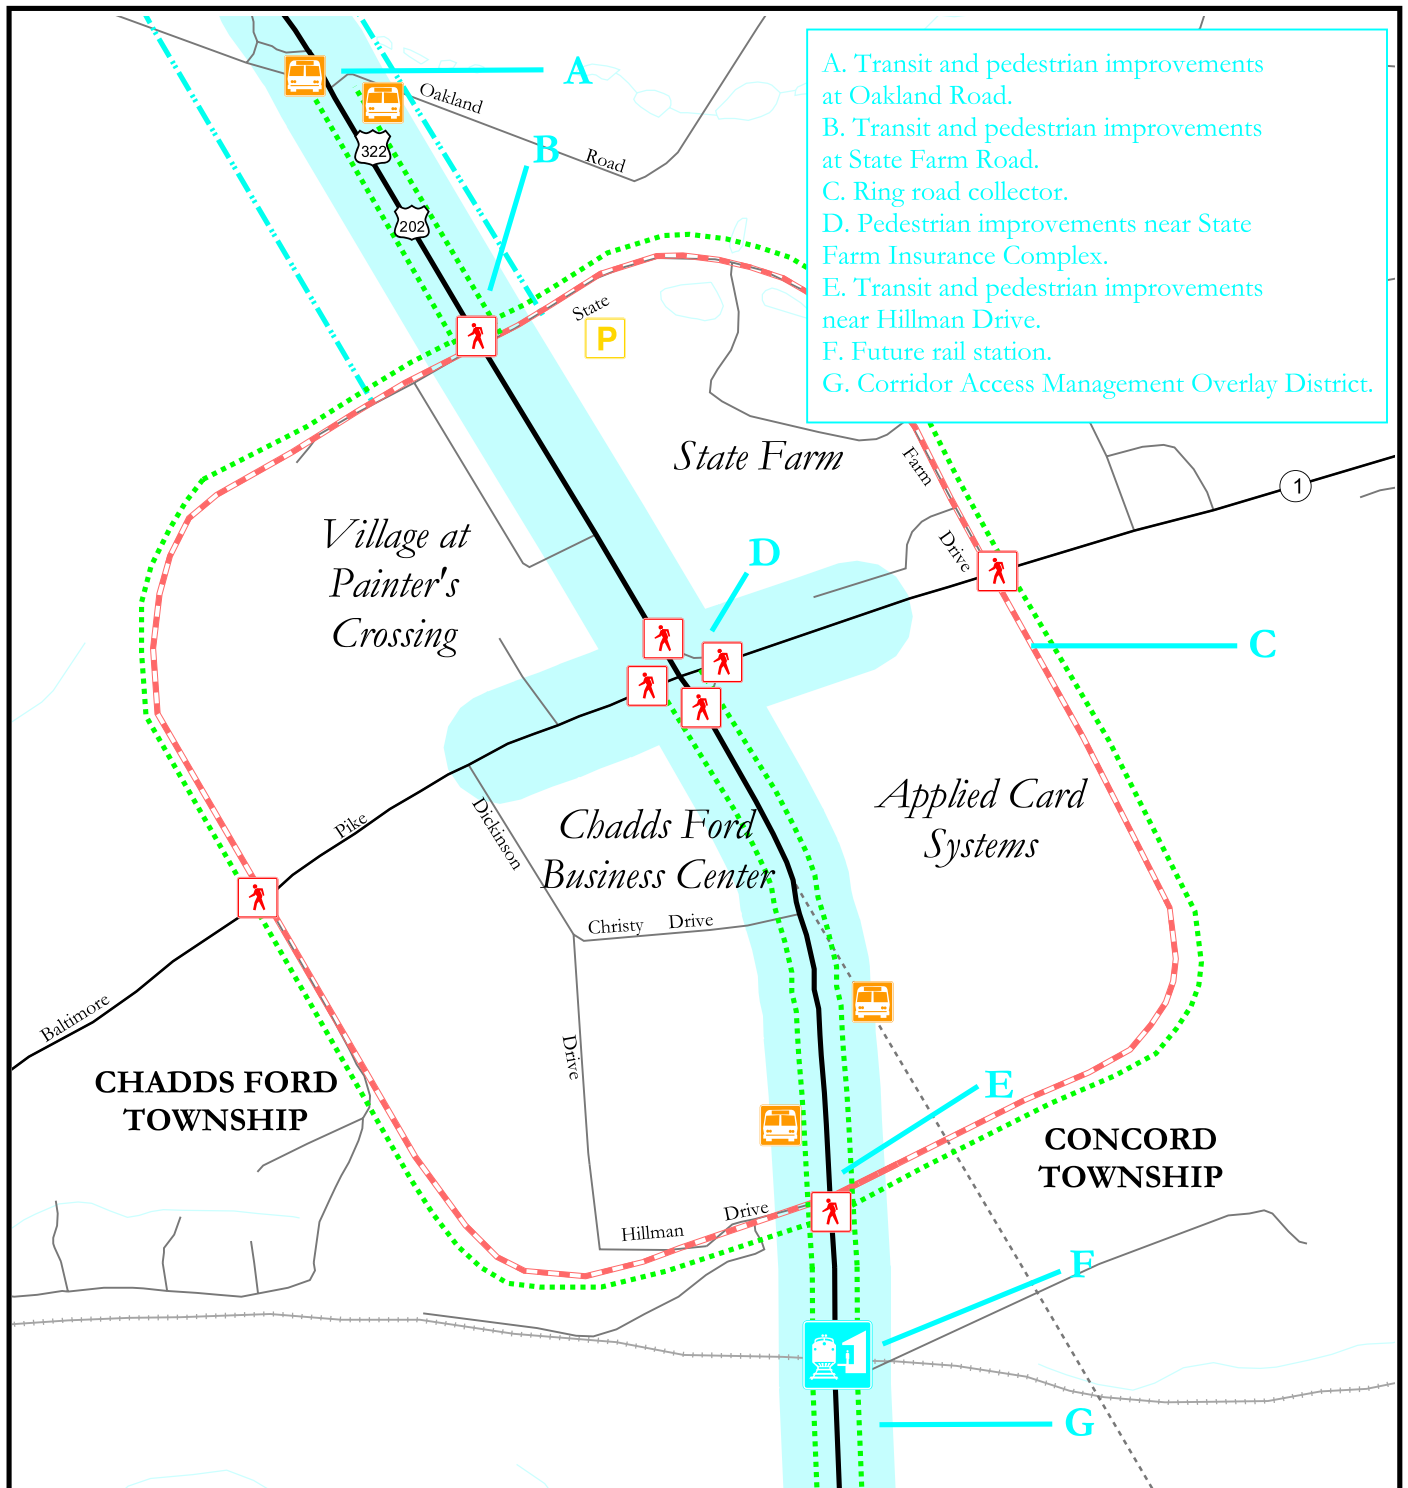 A
Oakland
Road
322
202
B
A. Transit and pedestrian improvements
at Oakland Road.
B. Transit and pedestrian improvements
at State Farm Road.
C. Ring road collector.
D. Pedestrian improvements near State
Farm Insurance Complex.
E. Transit and pedestrian improvements
near Hillman Drive.
F. Future rail station.
G. Corridor Access Management Overlay District.
State
P
State Farm
Farm
Drive
1
Village at
Painter's
Crossing
D
C
Applied Card
Systems
Chadds Ford
Business Center
Pike
Dickinson
Christy Drive
Baltimore
Drive
CHADDS FORD
TOWNSHIP
E
CONCORD
TOWNSHIP
Hillman Drive
F
G